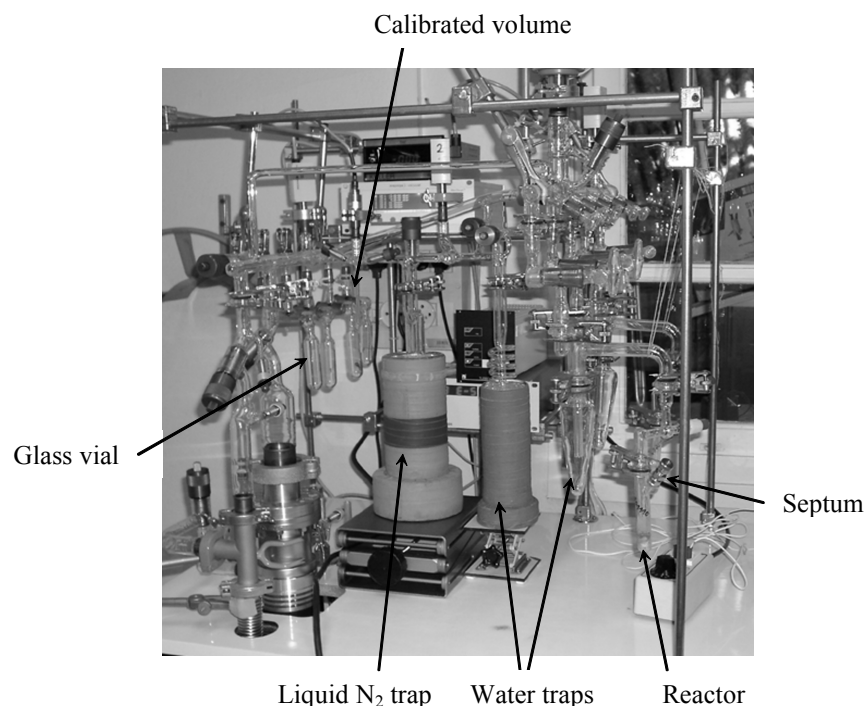 Calibrated volume
2
Glass vial
Septum
Liquid N₂ trap
Water traps
Reactor